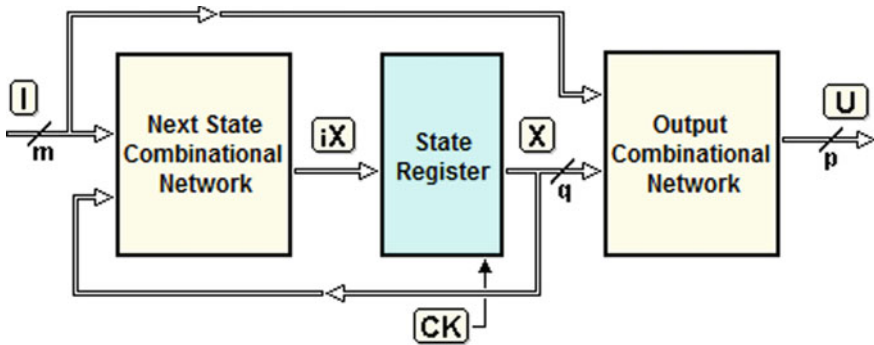 I
m
Next State
Combinational
Network
iX
State
Register
X
q
Output
Combinational
Network
U
p
CK